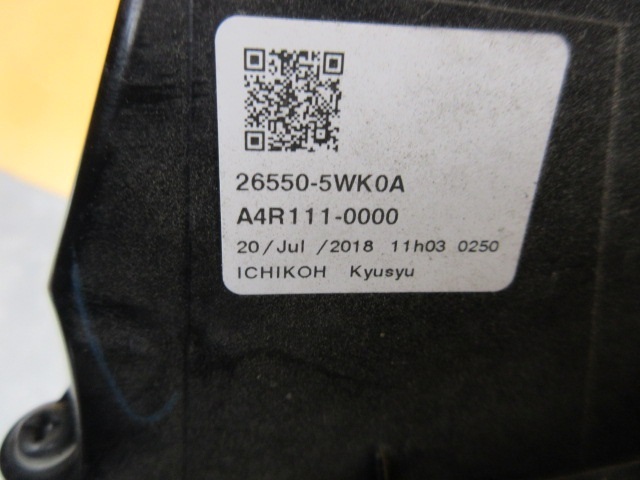 26550-5WK0A
A4R111-0000
20/Jul /2018 11h03 0250
ICHIKOH Kyusyu